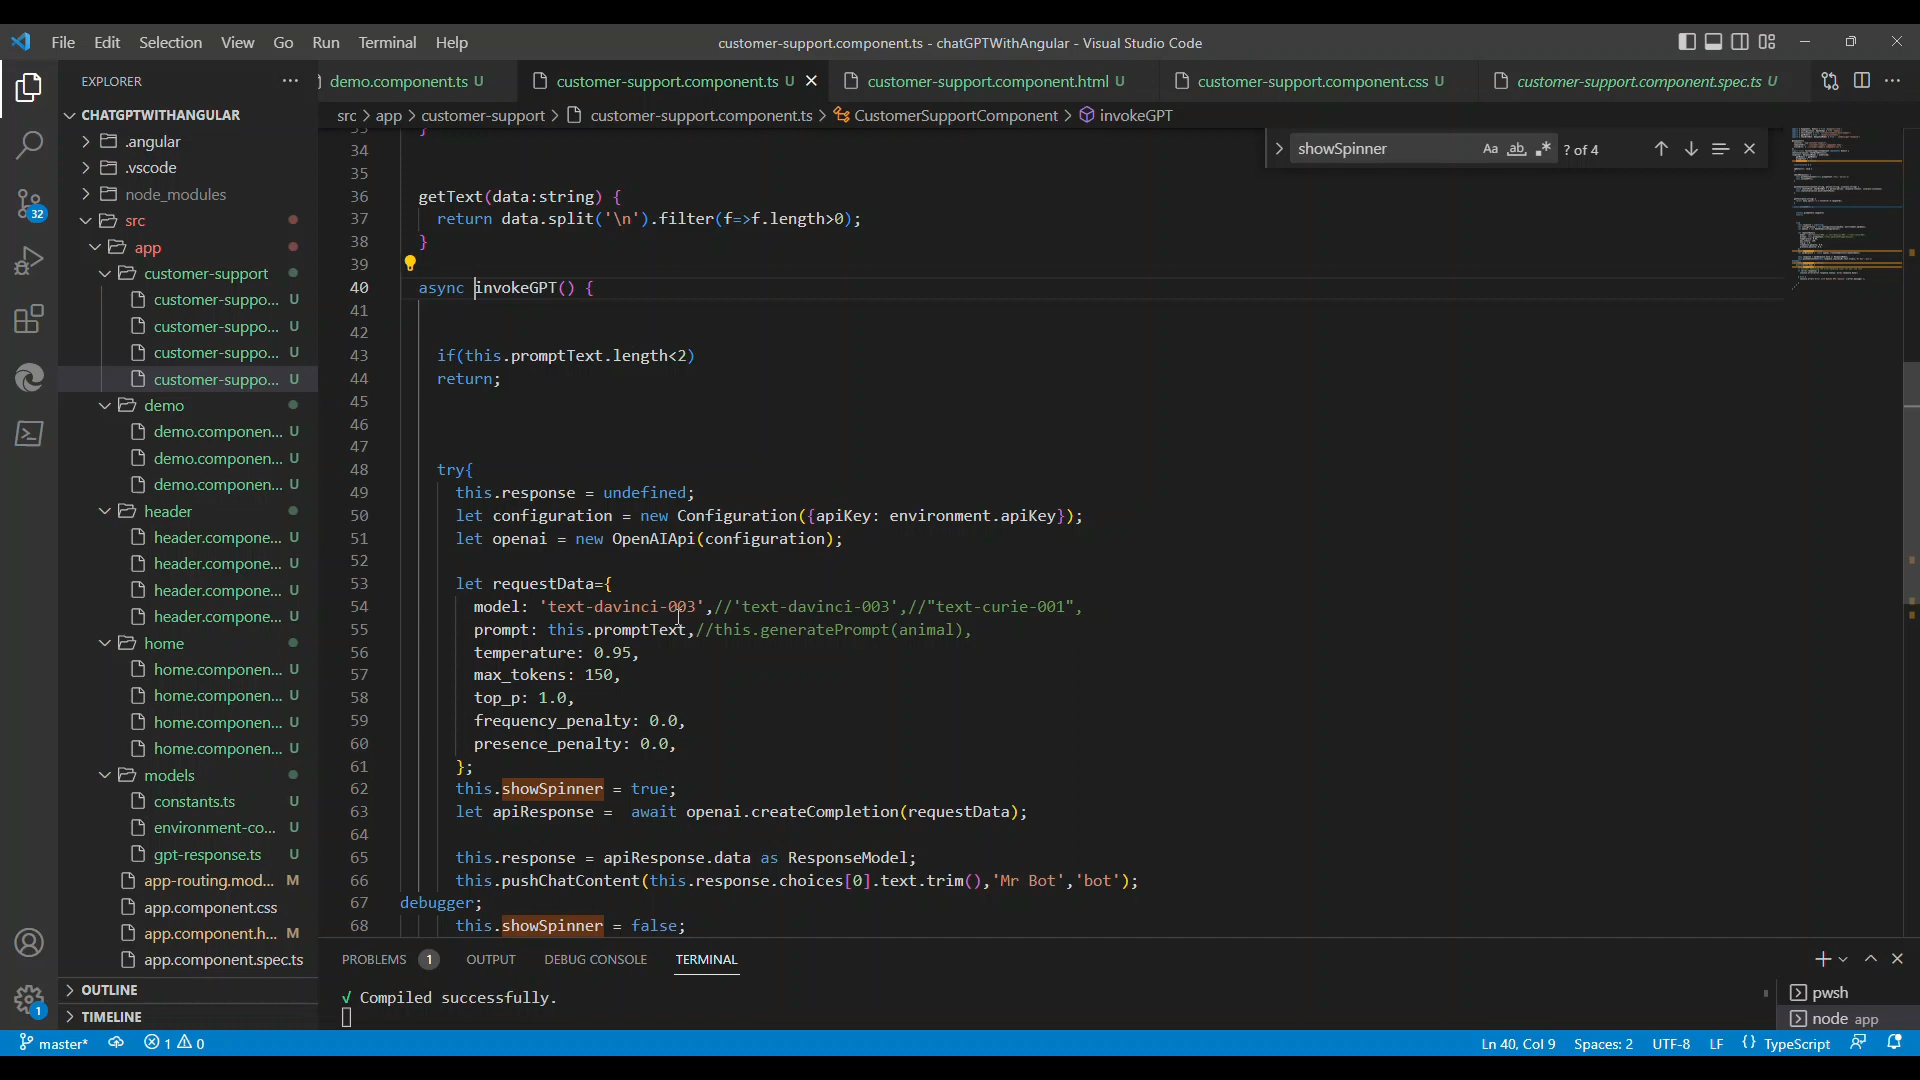 File Edit Selection View Go Run Terminal Help
customer-support.component.ts - chatGPTWithAngular - Visual Studio Code
EXPLORER
demo.component.ts U
customer-support.component.ts U
customer-support.component.html U
customer-support.component.css U
customer-support.component.spec.ts U
src > app > customer-support > customer-support.component.ts > CustomerSupportComponent > invokeGPT
showSpinner
Aa ab
? of 4
CHATGPTWITHANGULAR
.angular
.vscode
node_modules
src
app
customer-support
customer-suppo... U
customer-suppo... U
customer-suppo... U
customer-suppo... U
demo
demo.componen... U
demo.componen... U
demo.componen... U
header
header.compone... U
header.compone... U
header.compone... U
header.compone... U
home
home.componen... U
home.componen... U
home.componen... U
home.componen... U
models
constants.ts U
environment-co... U
gpt-response.ts U
app-routing.mod... M
app.component.css
app.component.h... M
app.component.spec.ts
OUTLINE
TIMELINE
32
1
33 }
34
35
36 getText(data:string) {
37 return data.split('\n').filter(f=>f.length>0);
38 }
39
40 async invokeGPT() {
41
42
43 if(this.promptText.length<2)
44 return;
45
46
47
48 try{
49 this.response = undefined;
50 let configuration = new Configuration({apiKey: environment.apiKey});
51 let openai = new OpenAIApi(configuration);
52
53 let requestData={
54 model: 'text-davinci-003',//'text-davinci-003',//"text-curie-001",
55 prompt: this.promptText,//this.generatePrompt(animal),
56 temperature: 0.95,
57 max_tokens: 150,
58 top_p: 1.0,
59 frequency_penalty: 0.0,
60 presence_penalty: 0.0,
61 };
62 this.showSpinner = true;
63 let apiResponse =  await openai.createCompletion(requestData);
64
65 this.response = apiResponse.data as ResponseModel;
66 this.pushChatContent(this.response.choices[0].text.trim(),'Mr Bot','bot');
67 debugger;
68 this.showSpinner = false;
PROBLEMS 1 OUTPUT DEBUG CONSOLE TERMINAL
√ Compiled successfully.
pwsh
node app
master* 1 0
Ln 40, Col 9 Spaces: 2 UTF-8 LF {} TypeScript